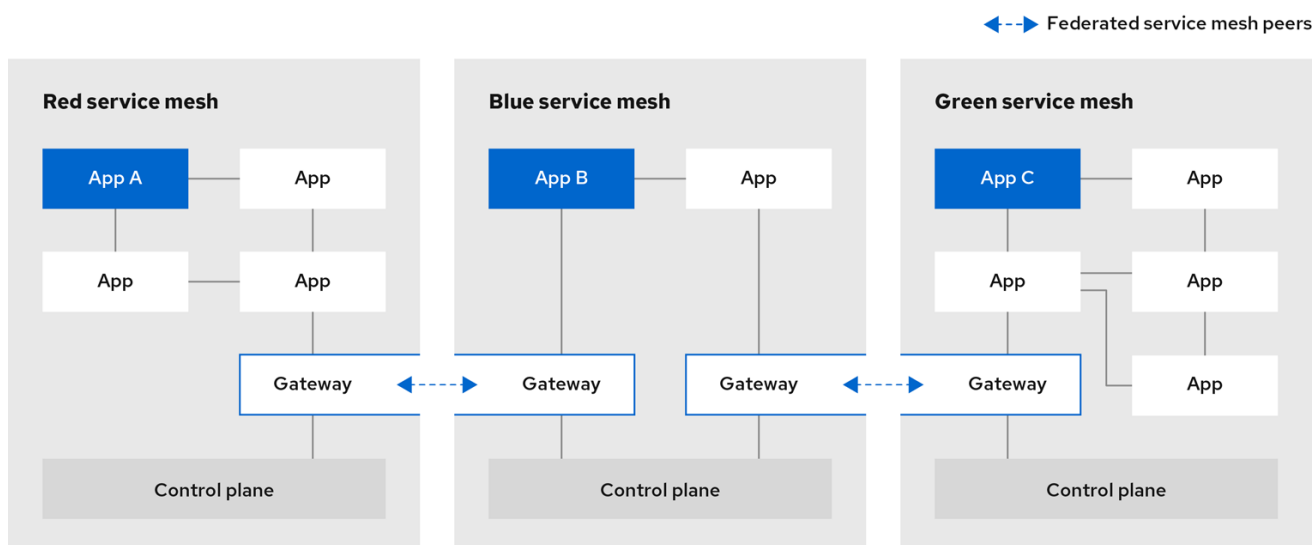 Federated service mesh peers
Red service mesh
App A
App
App
App
Gateway
Control plane
Blue service mesh
App B
App
Gateway
Gateway
Control plane
Green service mesh
App C
App
App
App
Gateway
App
Control plane